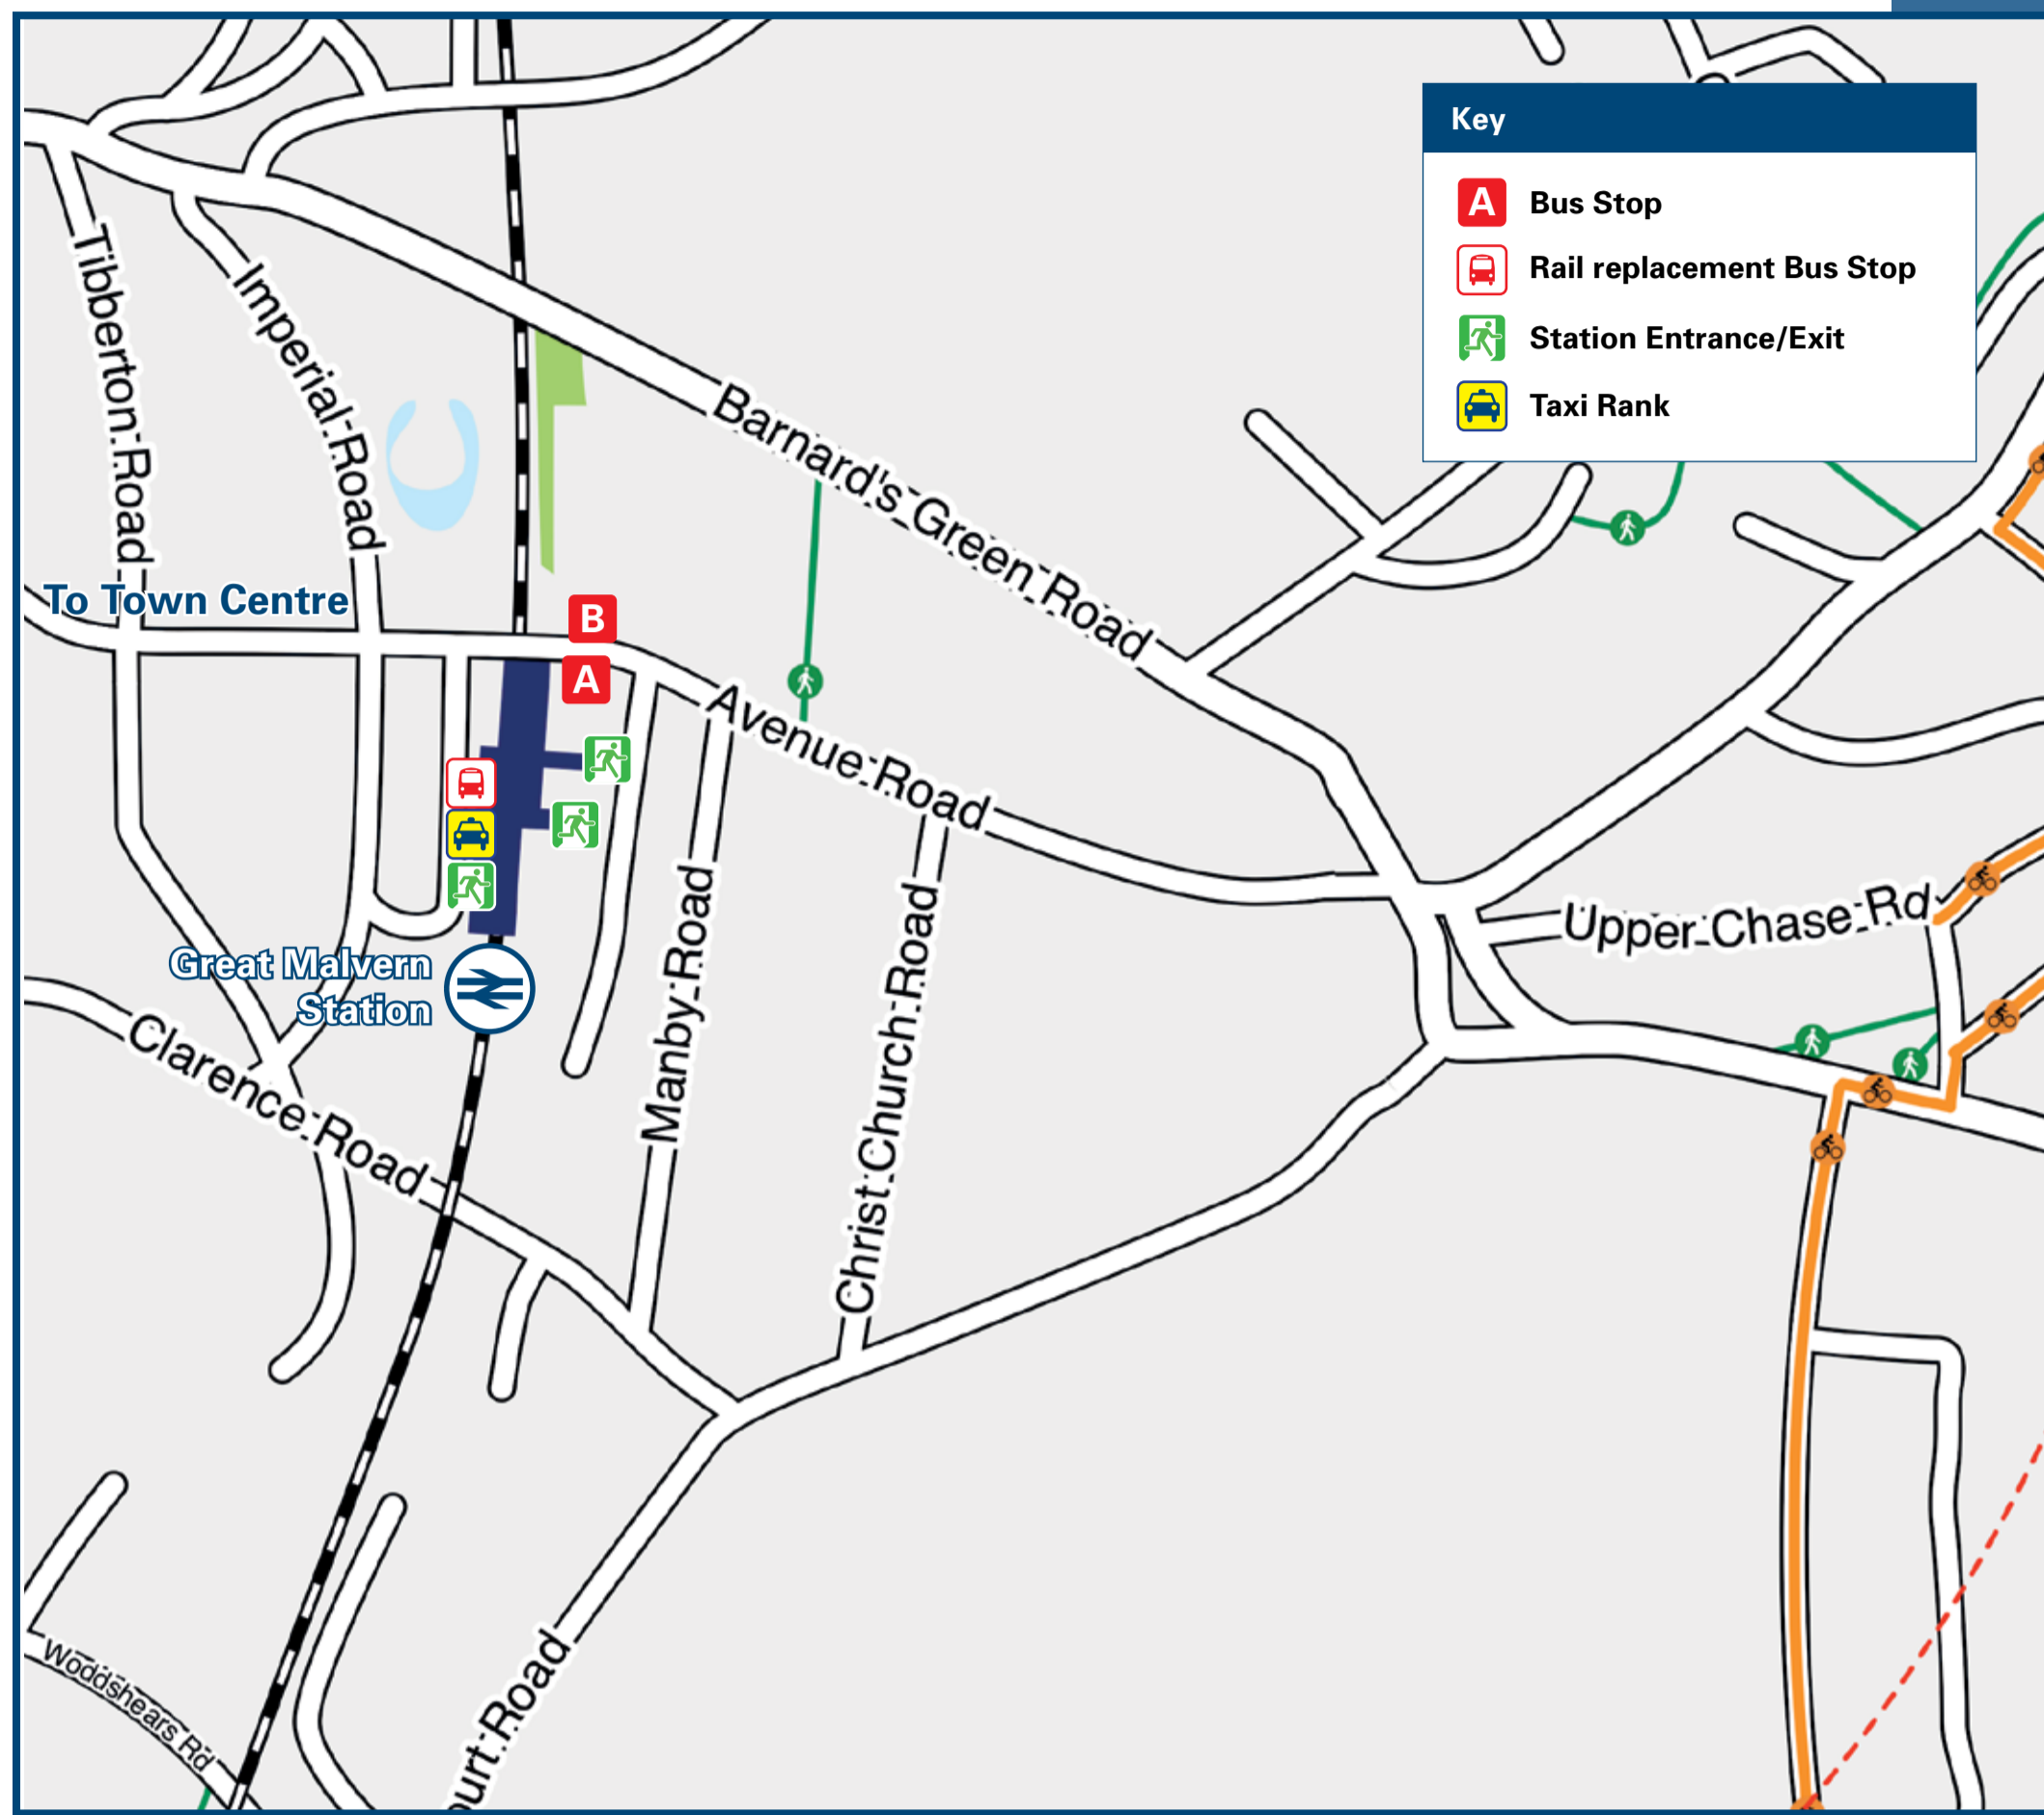 Key
A Bus Stop
Rail replacement Bus Stop
Station Entrance/Exit
Taxi Rank
Tibberton Road
Imperial Road
Barnard's Green Road
To Town Centre
B
A
Avenue Road
Upper Chase Rd
Great Malvern
Station
Manby Road
Christ Church Road
Clarence Road
Woddshears Rd
ourt Road